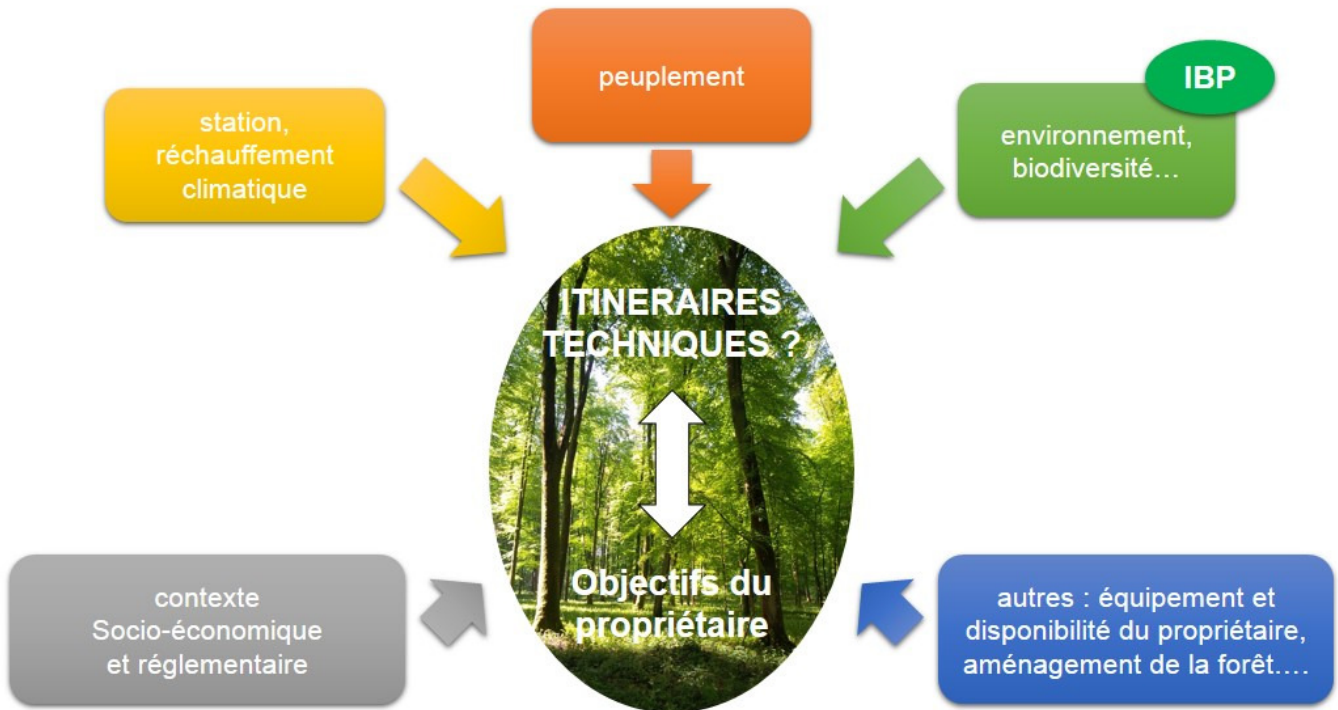 peuplement
IBP
station,
réchauffement
climatique
environnement,
biodiversité…
ITINERAIRES
TECHNIQUES ?
Objectifs du
propriétaire
contexte
Socio-économique
et réglementaire
autres : équipement et
disponibilité du propriétaire,
aménagement de la forêt….